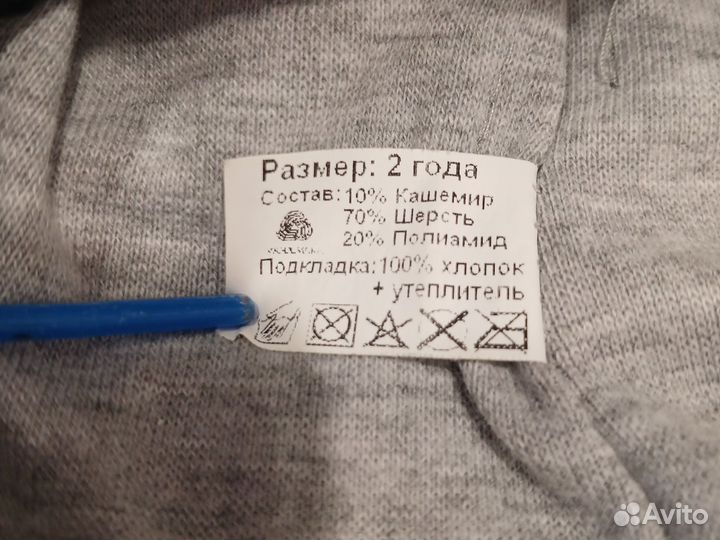 Размер: 2 года
Состав: 10% Кашемир
70% Шерсть
20% Полиамид
Подкладка: 100% хлопок
+ утеплитель
Avito